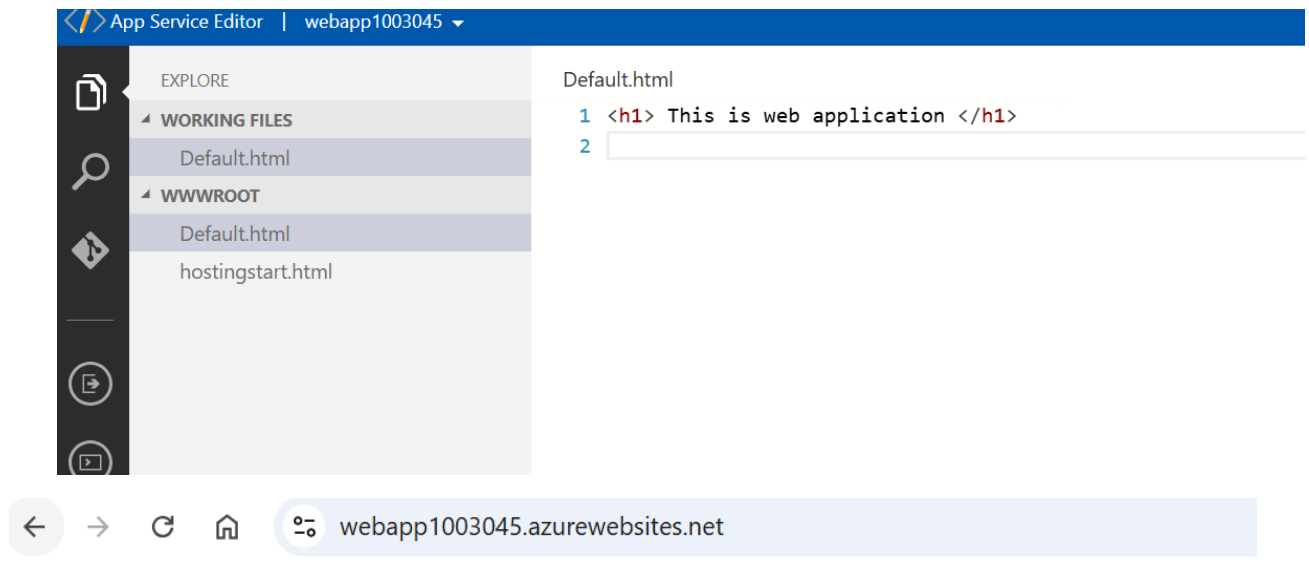 </> App Service Editor | webapp1003045
EXPLORE
WORKING FILES
Default.html
WWWROOT
Default.html
hostingstart.html
Default.html
1 <h1> This is web application </h1>
2
webapp1003045.azurewebsites.net